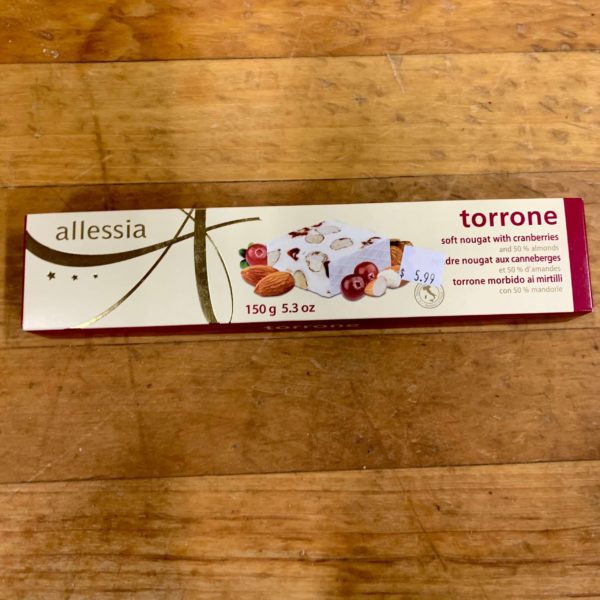 allessia
150 g 5.3 oz
torrone
soft nougat with cranberries
and 50 % almonds
dre nougat aux canneberges
et 50 % d'amandes
torrone morbido ai mirtilli
con 50 % mandorle
$ 5.99
torrone